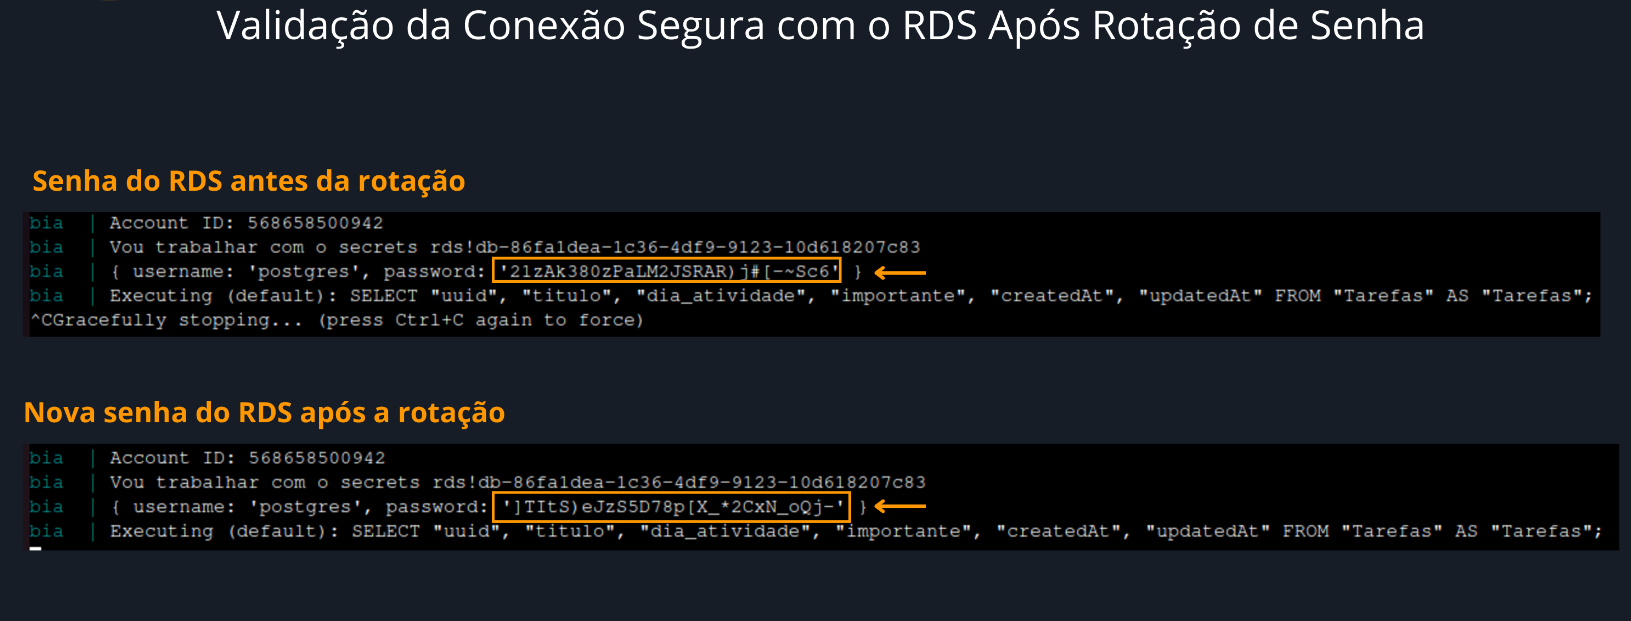 Validação da Conexão Segura com o RDS Após Rotação de Senha
Senha do RDS antes da rotação
bia | Account ID: 568658500942
bia | Vou trabalhar com o secrets rds!db-86fa1dea-1c36-4df9-9123-10d618207c83
bia | { username: 'postgres', password: '21zAk380zPaLM2JSRAR)j#[-~Sc6' }
bia | Executing (default): SELECT "uuid", "titulo", "dia_atividade", "importante", "createdAt", "updatedAt" FROM "Tarefas" AS "Tarefas";
^CGracefully stopping... (press Ctrl+C again to force)
Nova senha do RDS após a rotação
bia | Account ID: 568658500942
bia | Vou trabalhar com o secrets rds!db-86fa1dea-1c36-4df9-9123-10d618207c83
bia | { username: 'postgres', password: ']TItS)eJzS5D78p[X_*2CxN_oQj-' }
bia | Executing (default): SELECT "uuid", "titulo", "dia_atividade", "importante", "createdAt", "updatedAt" FROM "Tarefas" AS "Tarefas";